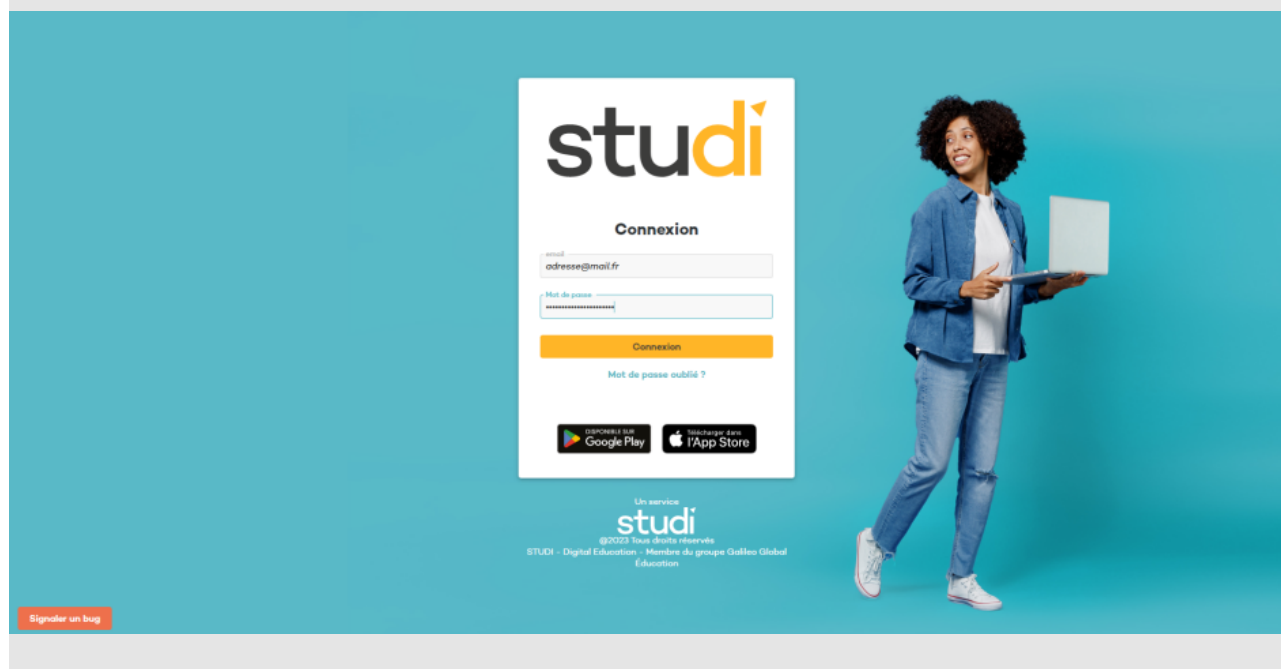 studi
Connexion
email
adresse@mail.fr
Mot de passe
Connexion
Mot de passe oublié ?
DISPONIBLE SUR
Google Play
Télécharger dans
l'App Store
Un service
studi
@2023 Tous droits réservés
STUDI - Digital Education - Membre du groupe Galileo Global
Éducation
Signaler un bug